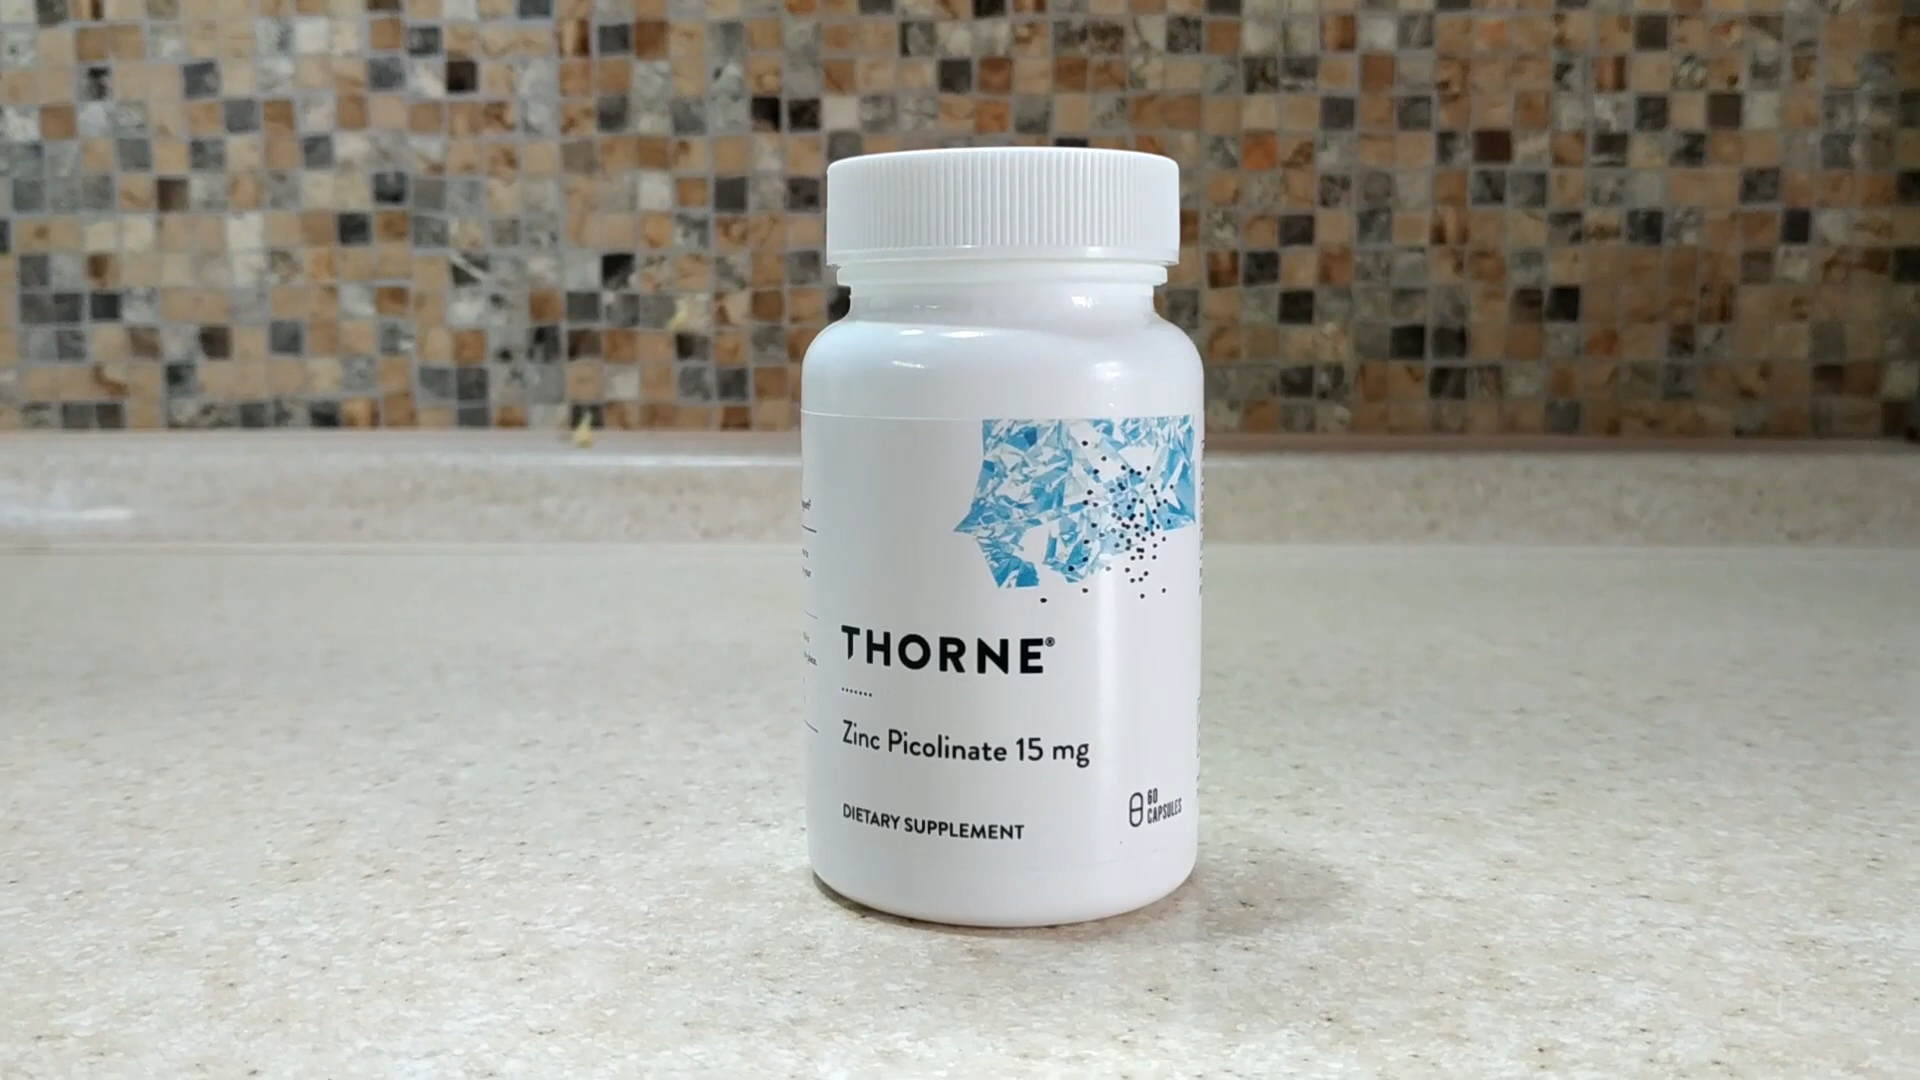 THORNE®
Zinc Picolinate 15 mg
DIETARY SUPPLEMENT
60
CAPSULES